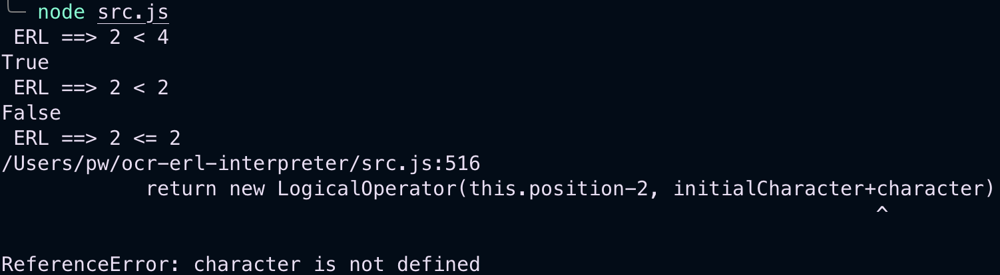 node src.js
ERL ==> 2 < 4
True
ERL ==> 2 < 2
False
ERL ==> 2 <= 2
/Users/pw/ocr-erl-interpreter/src.js:516
return new LogicalOperator(this.position-2, initialCharacter+character)
^
ReferenceError: character is not defined